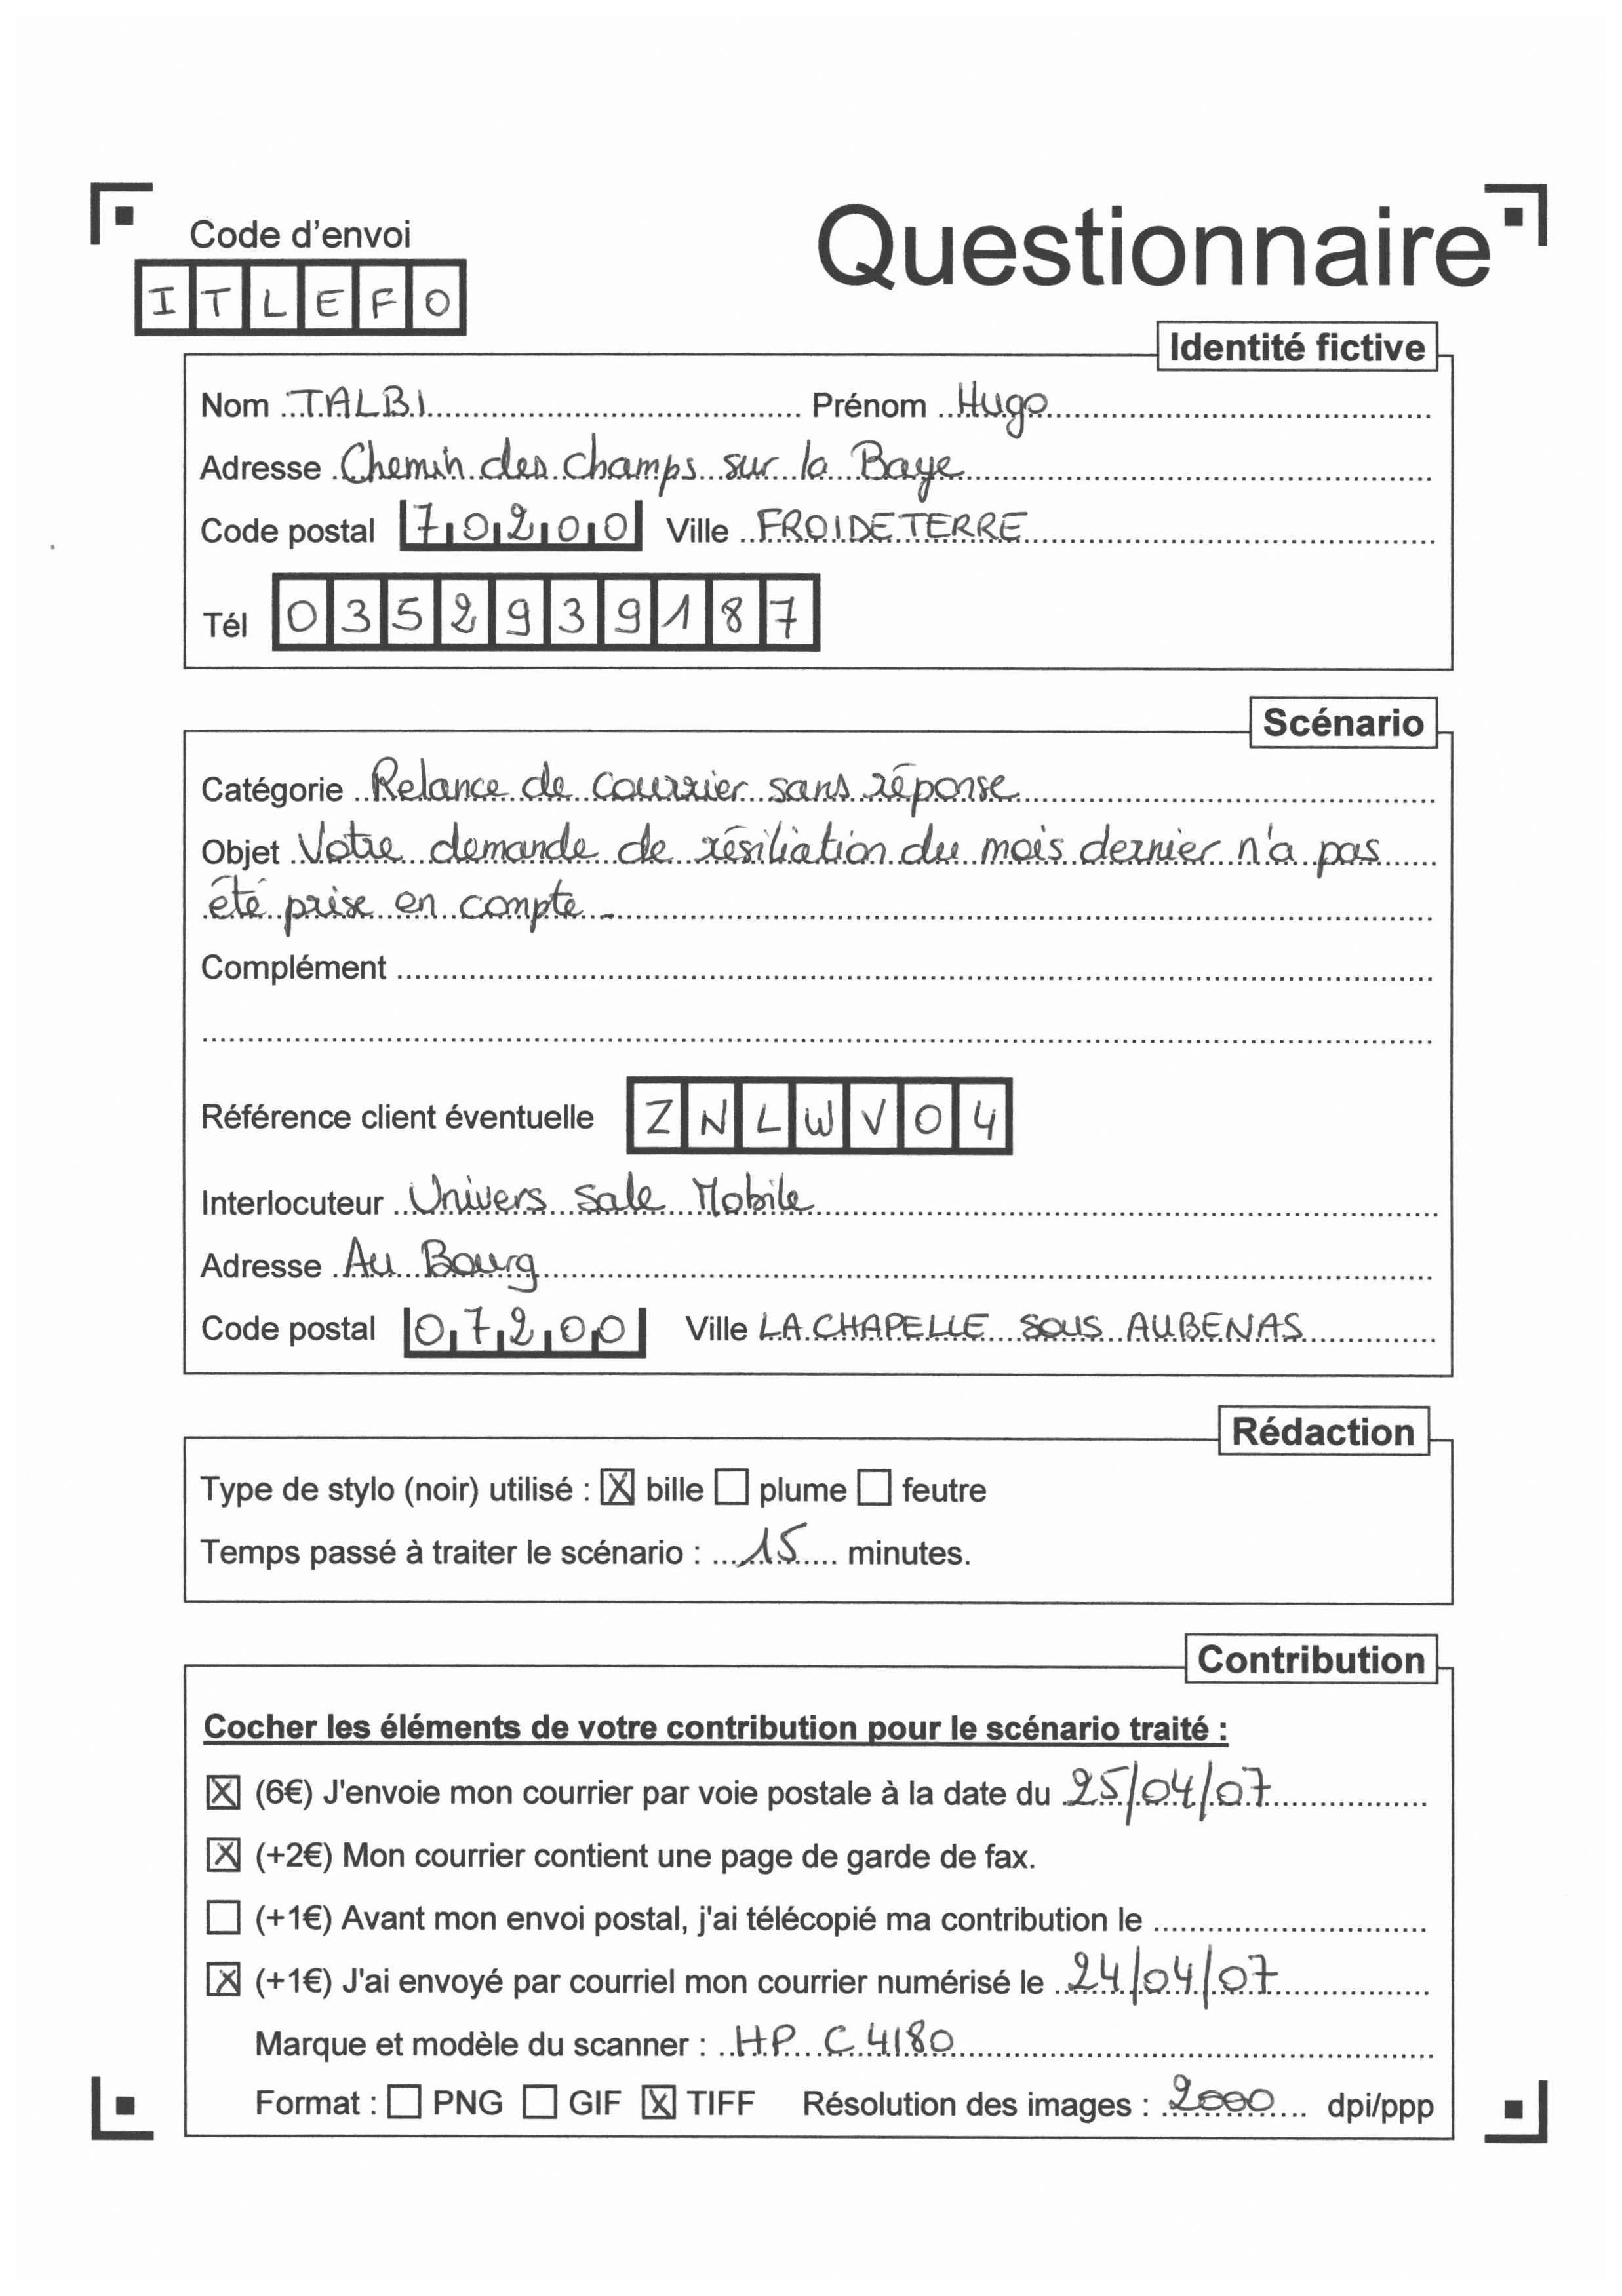 Code d'envoi
Questionnaire
ITLEFO
Identité fictive
Nom TALBI Prénom Hugo
Adresse Chemin des champs sur la Baye
Code postal 70200 Ville FROIDETERRE
Tél 0352939187
Scénario
Catégorie Relance de courrier sans réponse
Objet Votre demande de résiliation du mois dernier n'a pas
été prise en compte.
Complément
Référence client éventuelle ZNLWV04
Interlocuteur Univers Sale Mobile
Adresse Au Bourg
Code postal 07200 Ville LA CHAPELLE SOUS AUBENAS
Rédaction
Type de stylo (noir) utilisé : ☒ bille ☐ plume ☐ feutre
Temps passé à traiter le scénario : 15 minutes.
Contribution
Cocher les éléments de votre contribution pour le scénario traité :
☒ (6€) J'envoie mon courrier par voie postale à la date du 25/04/07
☒ (+2€) Mon courrier contient une page de garde de fax.
☐ (+1€) Avant mon envoi postal, j'ai télécopié ma contribution le
☒ (+1€) J'ai envoyé par courriel mon courrier numérisé le 24/04/07
Marque et modèle du scanner : HP C4180
Format : ☐ PNG ☐ GIF ☒ TIFF Résolution des images : 2000 dpi/ppp